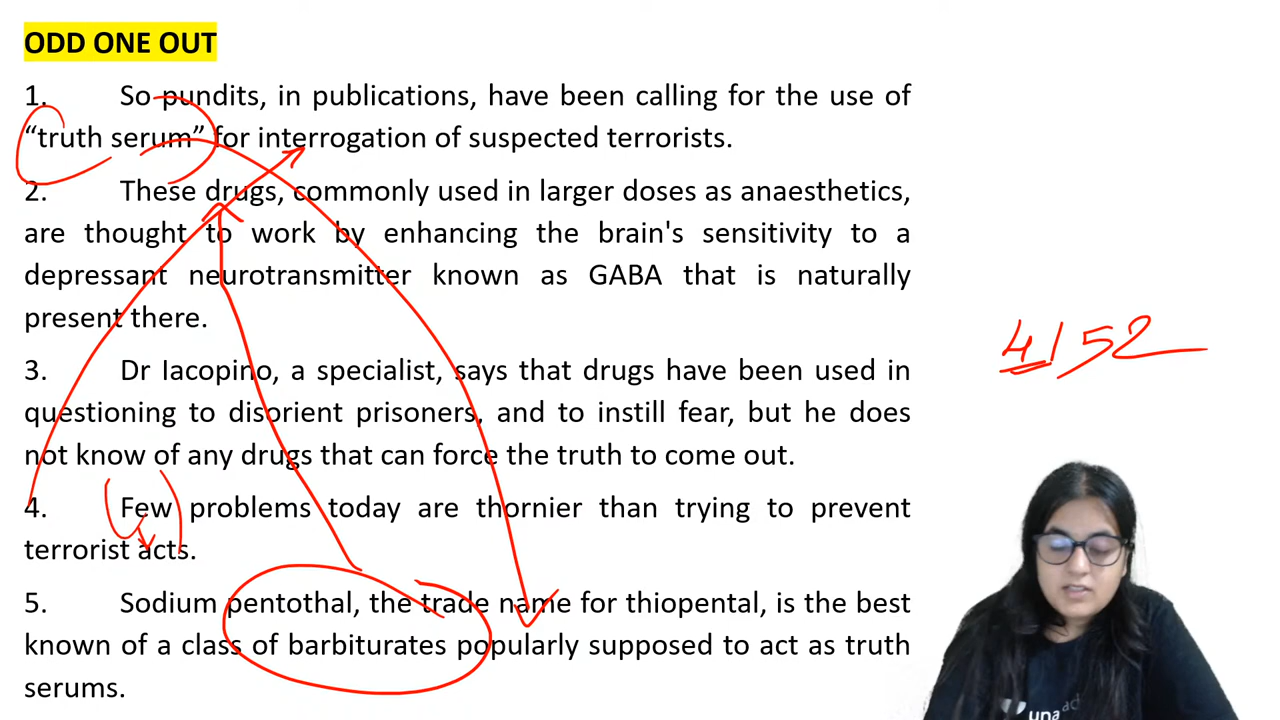 ODD ONE OUT
1. So pundits, in publications, have been calling for the use of
“truth serum” for interrogation of suspected terrorists.
2. These drugs, commonly used in larger doses as anaesthetics,
are thought to work by enhancing the brain's sensitivity to a
depressant neurotransmitter known as GABA that is naturally
present there.
3. Dr Iacopino, a specialist, says that drugs have been used in
questioning to disorient prisoners, and to instill fear, but he does
not know of any drugs that can force the truth to come out.
4. Few problems today are thornier than trying to prevent
terrorist acts.
5. Sodium pentothal, the trade name for thiopental, is the best
known of a class of barbiturates popularly supposed to act as truth
serums.
4152